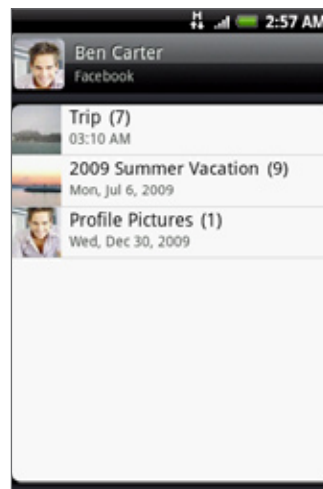 H 2:57 AM
Ben Carter
Facebook
Trip (7)
03:10 AM
2009 Summer Vacation (9)
Mon, Jul 6, 2009
Profile Pictures (1)
Wed, Dec 30, 2009